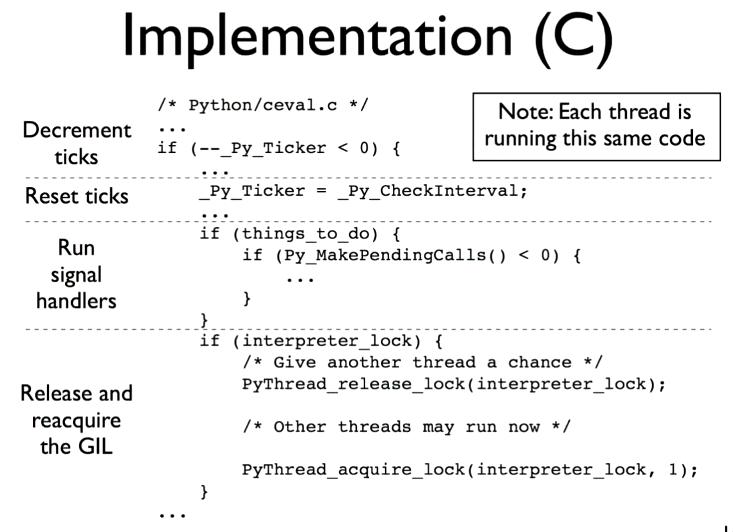 Implementation (C)
/* Python/ceval.c */
...
Note: Each thread is
running this same code
Decrement
ticks
if (--_Py_Ticker < 0) {
...
Reset ticks
_Py_Ticker = _Py_CheckInterval;
...
Run
signal
handlers
if (things_to_do) {
if (Py_MakePendingCalls() < 0) {
...
}
}
Release and
reacquire
the GIL
if (interpreter_lock) {
/* Give another thread a chance */
PyThread_release_lock(interpreter_lock);
/* Other threads may run now */
PyThread_acquire_lock(interpreter_lock, 1);
}
...